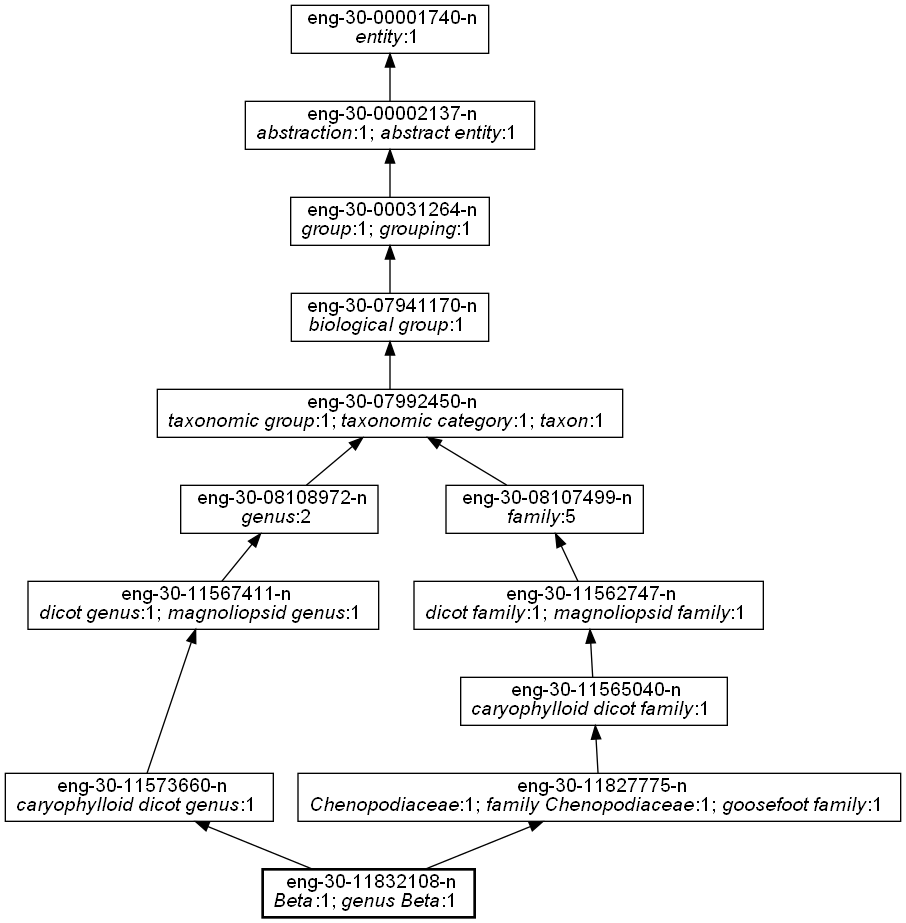 eng-30-00001740-n
entity:1
eng-30-00002137-n
abstraction:1; abstract entity:1
eng-30-00031264-n
group:1; grouping:1
eng-30-07941170-n
biological group:1
eng-30-07992450-n
taxonomic group:1; taxonomic category:1; taxon:1
eng-30-08108972-n
genus:2
eng-30-08107499-n
family:5
eng-30-11567411-n
dicot genus:1; magnoliopsid genus:1
eng-30-11562747-n
dicot family:1; magnoliopsid family:1
eng-30-11565040-n
caryophylloid dicot family:1
eng-30-11573660-n
caryophylloid dicot genus:1
eng-30-11827775-n
Chenopodiaceae:1; family Chenopodiaceae:1; goosefoot family:1
eng-30-11832108-n
Beta:1; genus Beta:1